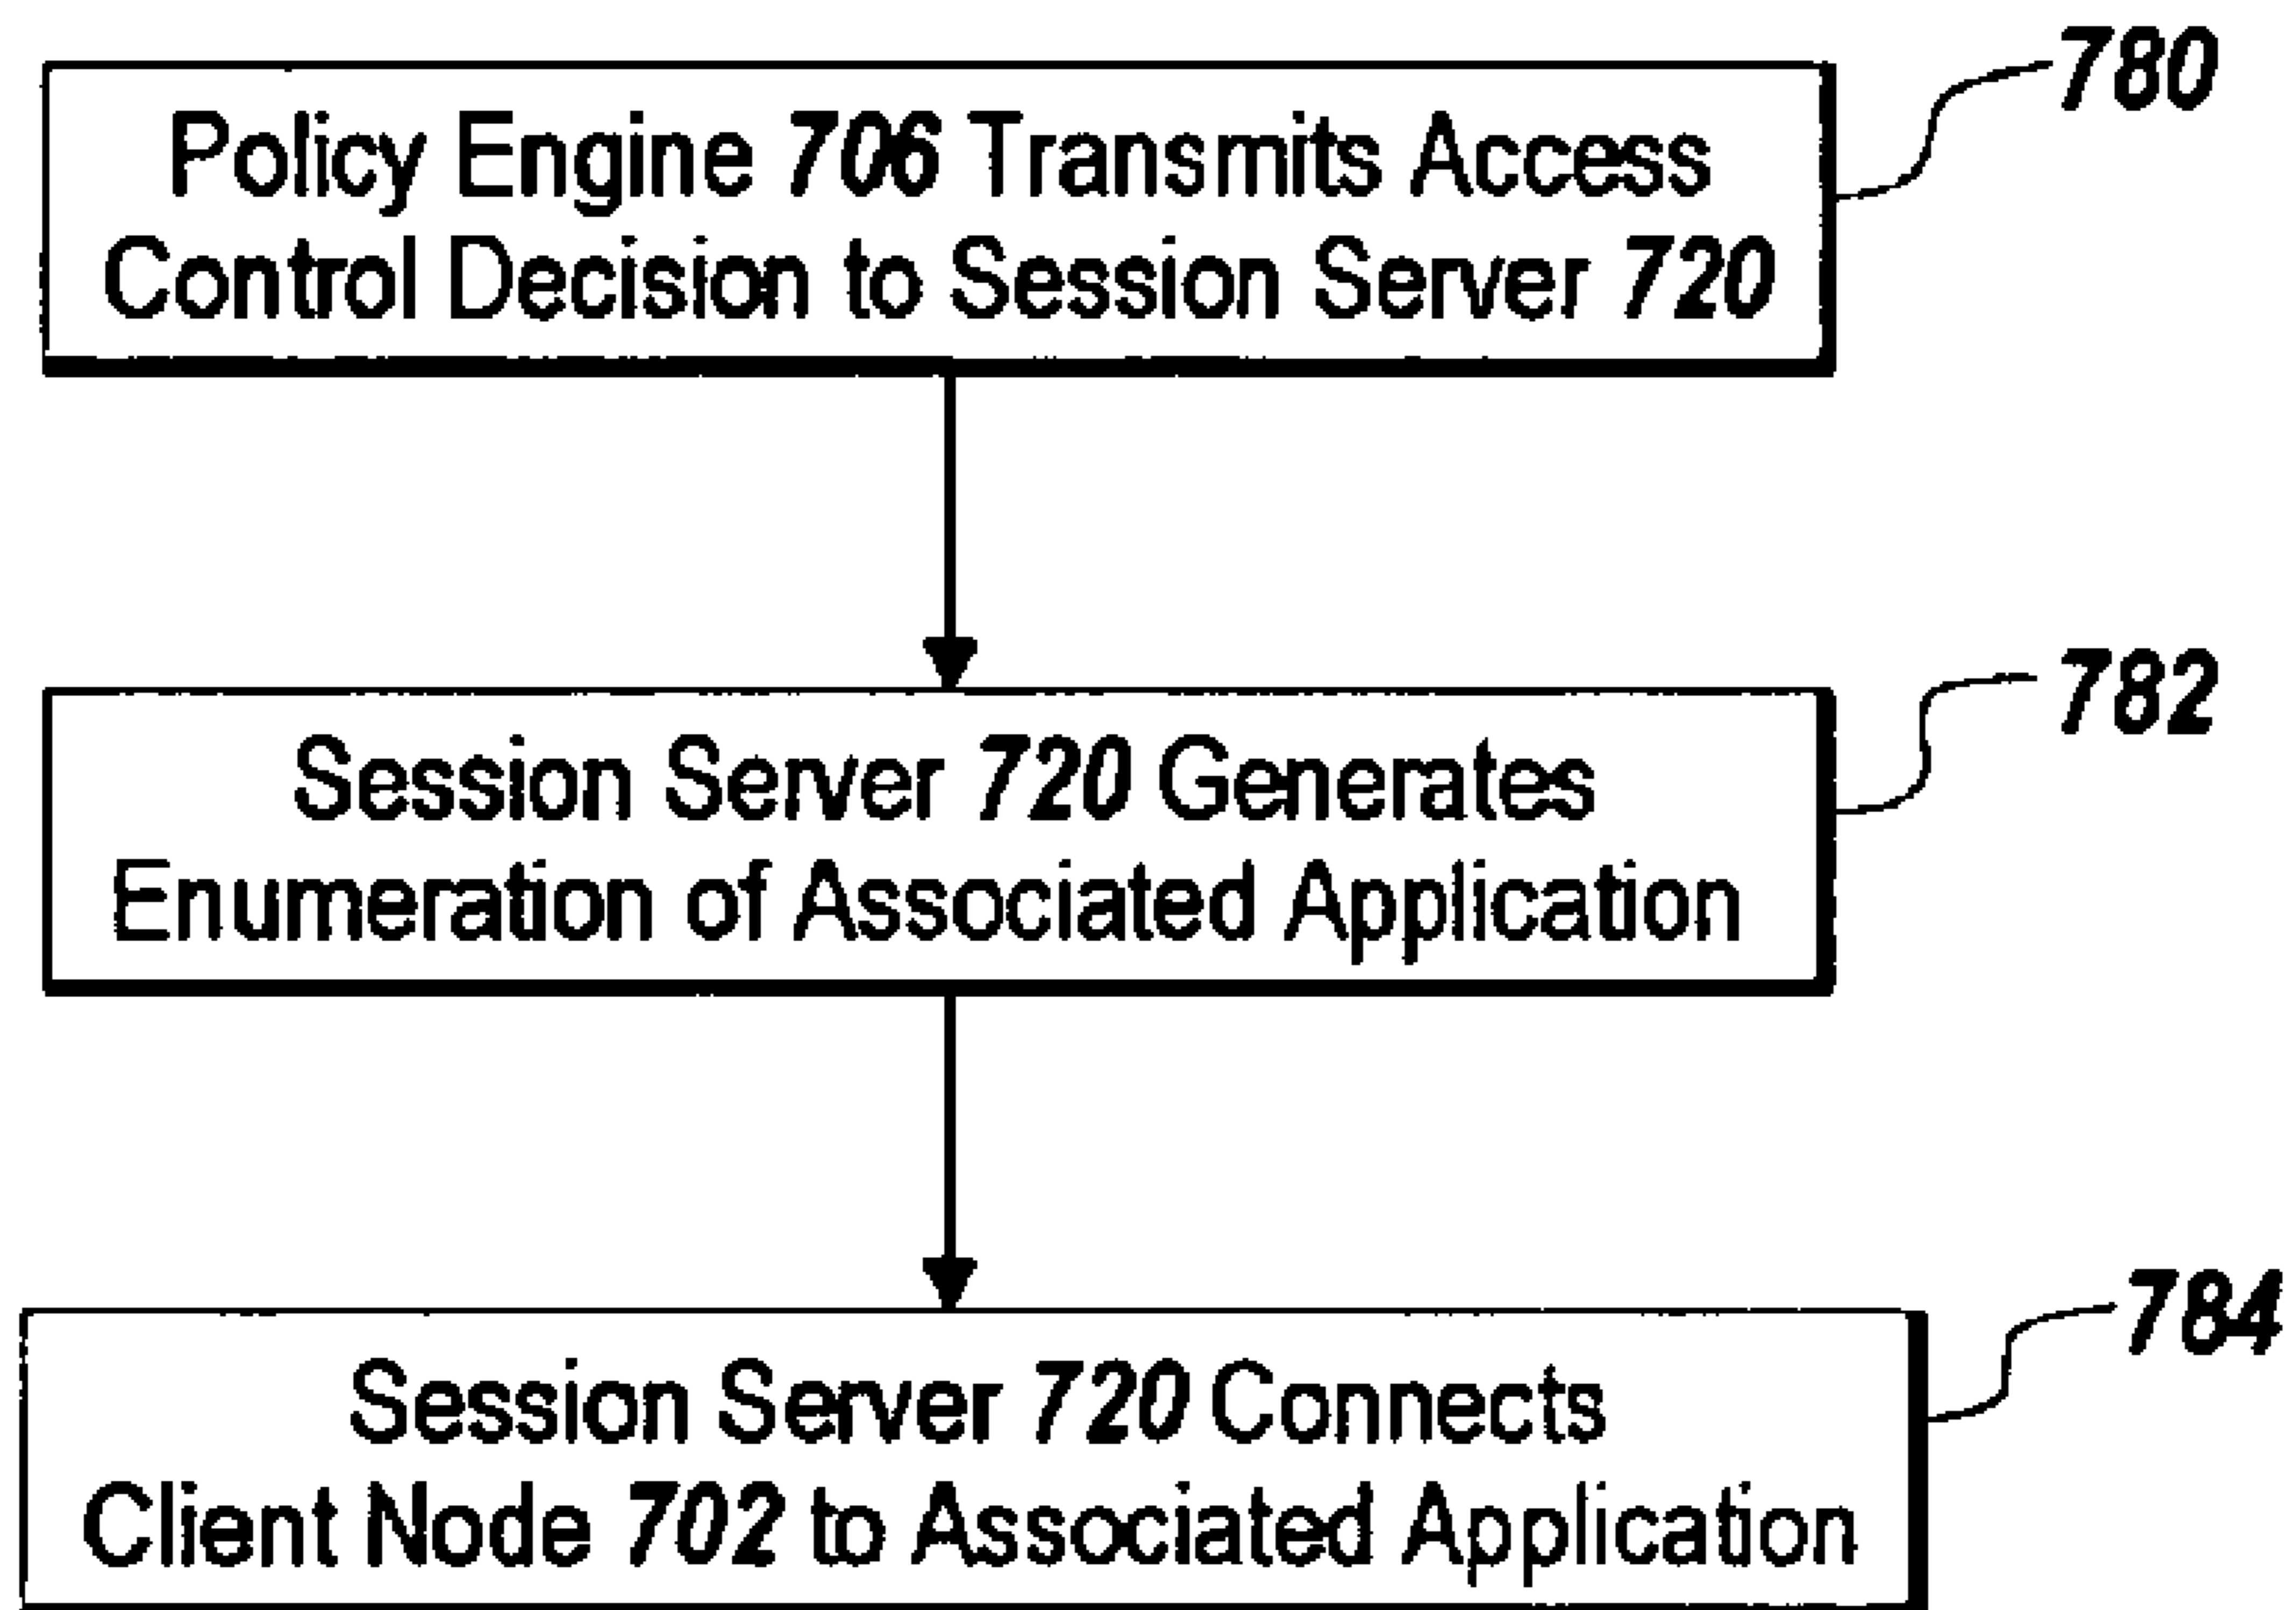 780
Policy Engine 706 Transmits Access
Control Decision to Session Server 720
782
Session Server 720 Generates
Enumeration of Associated Application
784
Session Server 720 Connects
Client Node 702 to Associated Application